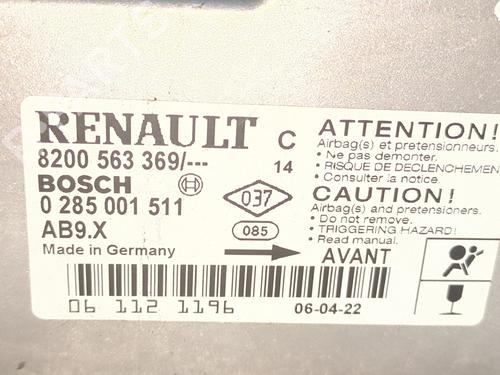 RENAULT
8200 563 369/---
BOSCH
0 285 001 511
AB9.X
Made in Germany
C
14
037
085
AVANT
ATTENTION!
Airbag(s) et pretensionneurs.
• Ne pas demonter.
• RISQUE DE DECLENCHEMEN
• Consulter la notice.
CAUTION!
Airbag(s) and pretensioners.
• Do not remove.
• TRIGGERING HAZARD!
• Read manual.
06 112 1196
06-04-22